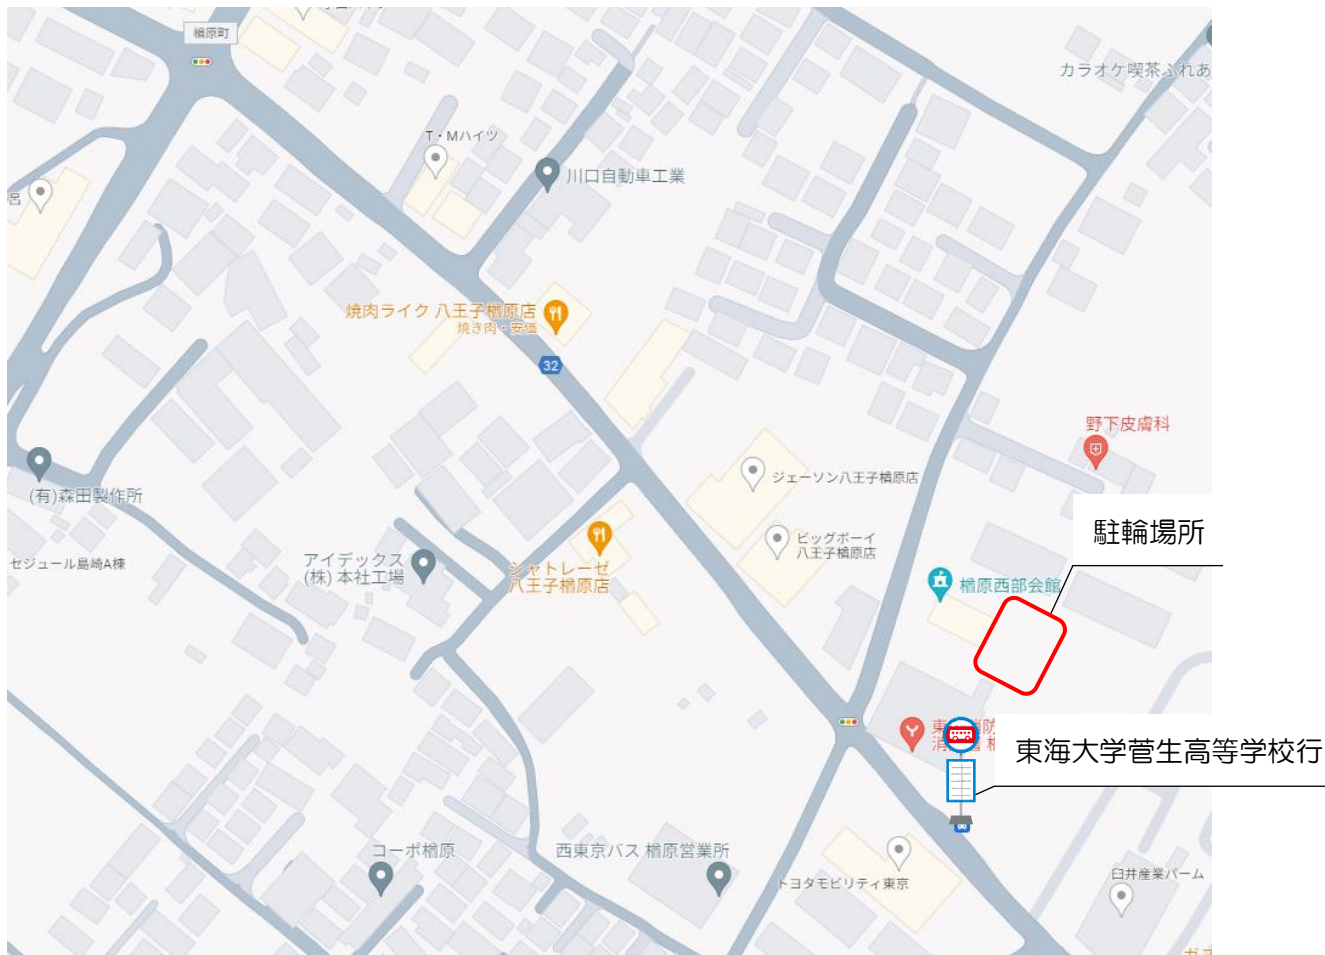 楢原町
カラオケ喫茶ふれあ
T・Mハイツ
川口自動車工業
呂
焼肉ライク 八王子楢原店
焼き肉・安価
32
野下皮膚科
(有)森田製作所
ジェーソン八王子楢原店
駐輪場所
ビッグボーイ
八王子楢原店
セジュール島崎A棟
アイデックス
(株) 本社工場
シャトレーゼ
八王子楢原店
楢原西部会館
東
消防
消
東海大学菅生高等学校行
コーポ楢原
西東京バス 楢原営業所
トヨタモビリティ東京
臼井産業パーム